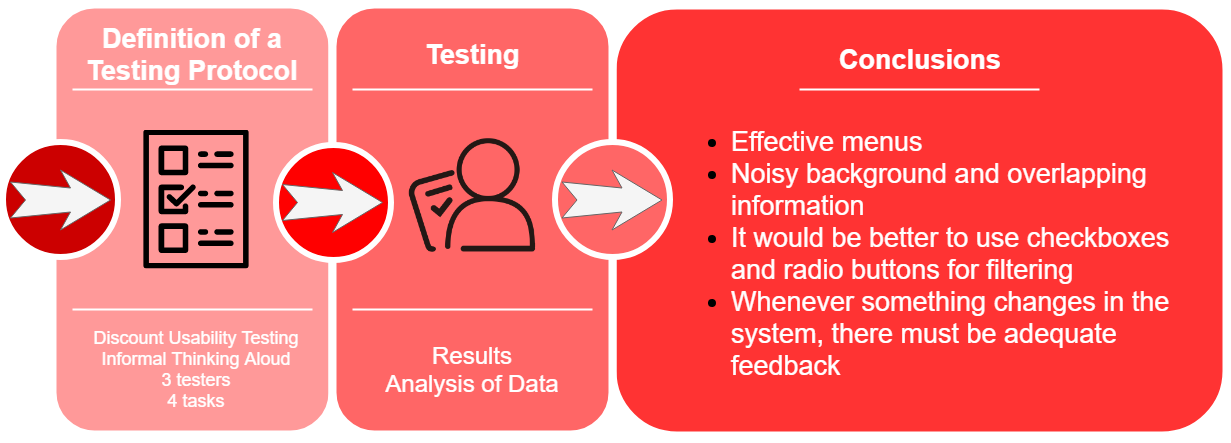 Definition of a
Testing Protocol
Discount Usability Testing
Informal Thinking Aloud
3 testers
4 tasks
Testing
Results
Analysis of Data
Conclusions
• Effective menus
• Noisy background and overlapping
information
• It would be better to use checkboxes
and radio buttons for filtering
• Whenever something changes in the
system, there must be adequate
feedback